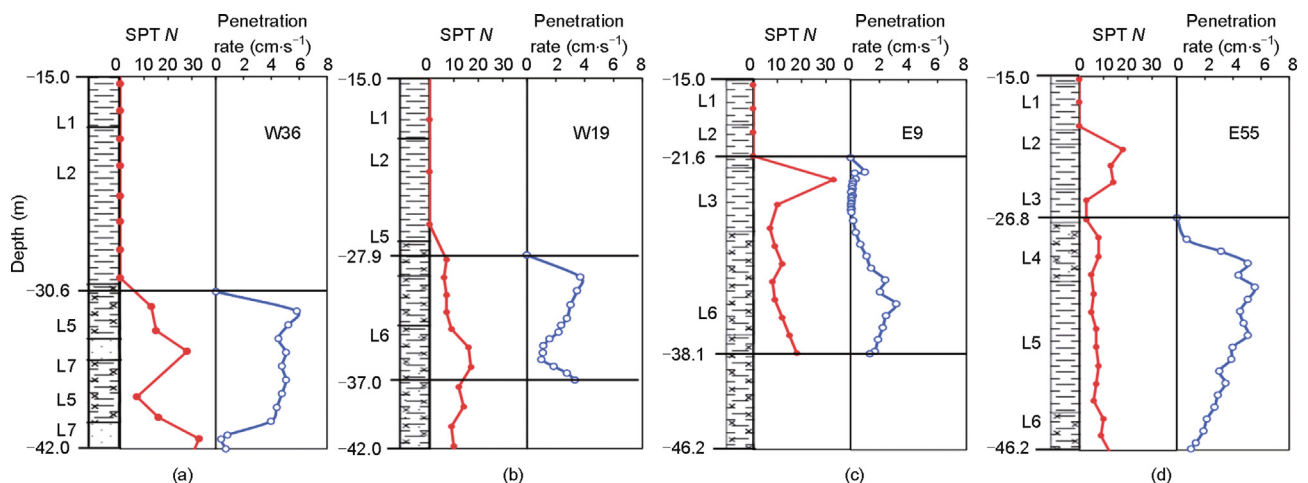 Penetration
SPT N rate (cm·s⁻¹)
0 10 20 30 0 2 4 6 8
−15.0
L1
L2
−30.6
L5
L7
L5
L7
−42.0
W36
Depth (m)
(a)
Penetration
SPT N rate (cm·s⁻¹)
0 10 20 30 0 2 4 6 8
−15.0
L1
L2
L5
−27.9
L6
−37.0
−42.0
W19
(b)
Penetration
SPT N rate (cm·s⁻¹)
0 10 20 30 0 2 4 6 8
−15.0
L1
L2
−21.6
L3
L6
−38.1
−46.2
E9
(c)
Penetration
SPT N rate (cm·s⁻¹)
0 10 20 30 0 2 4 6 8
−15.0
L1
L2
L3
−26.8
L4
L5
L6
−46.2
E55
(d)